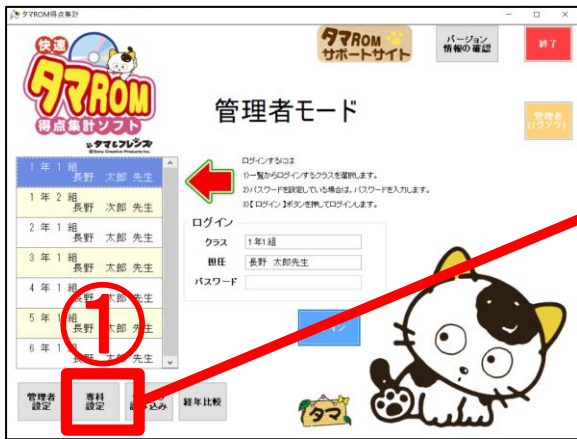 タマROM得点集計
快速
タマROM
得点集計ソフト
タマ&フレンズ
タマROM
サポートサイト
バージョン
情報の確認
終了
管理者モード
管理者
ログアウト
1 年 1 組
長野 太郎 先生
1 年 2 組
長野 次郎 先生
2 年 1 組
長野 太郎 先生
3 年 1 組
長野 太郎 先生
4 年 1 組
長野 太郎 先生
5 年 1 組
長野 太郎 先生
6 年 1
長野 太郎 先生
ログインするには
1)一覧からログインするクラスを選択します。
2)パスワードを設定している場合は、パスワードを入力します。
3)【ログイン】ボタンを押してログインします。
ログイン
クラス 1年1組
担任 長野 太郎先生
パスワード
①
管理者
設定
専科
設定
読み込み
経年比較
タマ